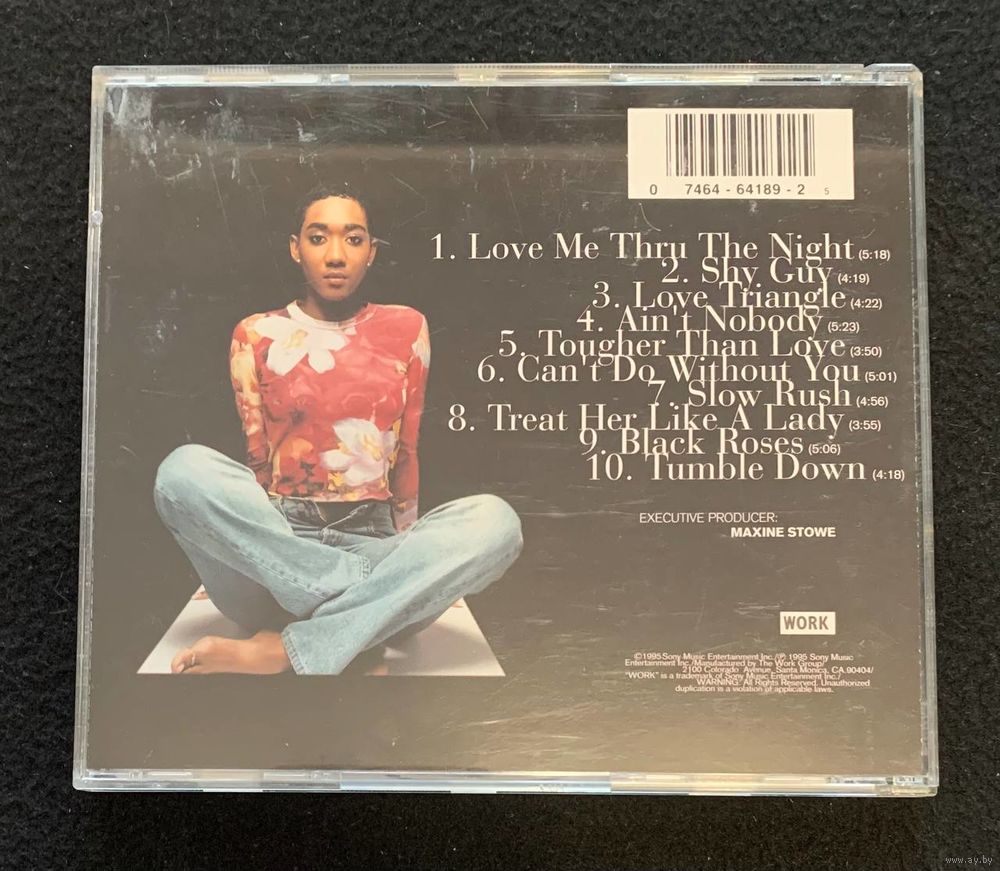 0 7464 - 64189 - 2 5
1. Love Me Thru The Night (5:18)
2. Shy Guy (4:19)
3. Love Triangle (4:22)
4. Ain't Nobody (5:23)
5. Tougher Than Love (3:50)
6. Can't Do Without You (5:01)
7. Slow Rush (4:56)
8. Treat Her Like A Lady (3:55)
9. Black Roses (5:06)
10. Tumble Down (4:18)
EXECUTIVE PRODUCER:
MAXINE STOWE
WORK
©1995 Sony Music Entertainment Inc./℗ 1995 Sony Music
Entertainment Inc./Manufactured by The Work Group/
2100 Colorado Avenue, Santa Monica, CA 90404/
"WORK" is a trademark of Sony Music Entertainment Inc./
WARNING: All Rights Reserved. Unauthorized
duplication is a violation of applicable laws.
www.ay.by